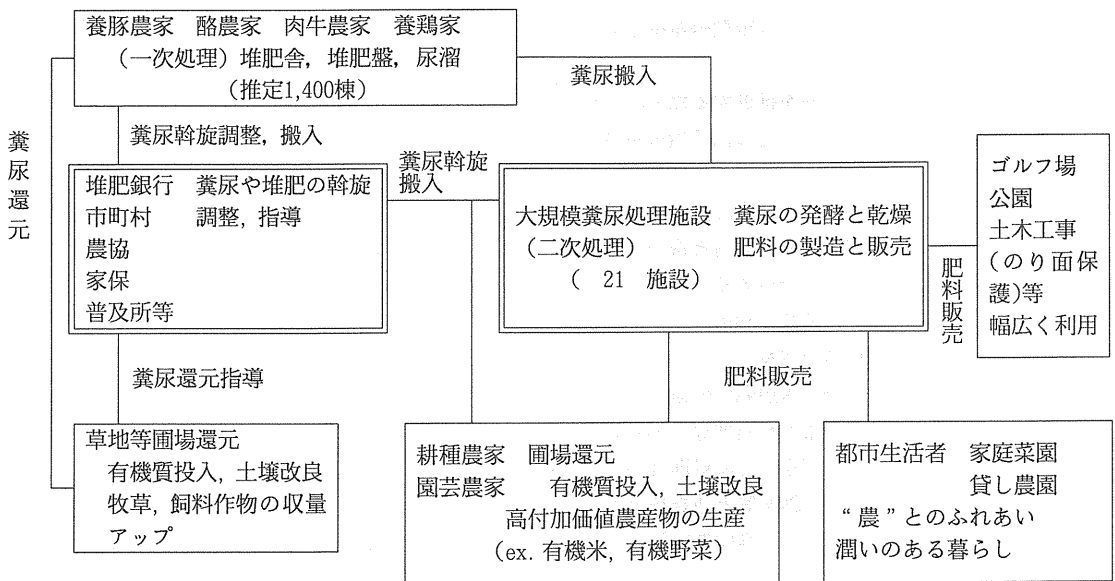 養豚農家 酪農家 肉牛農家 養鶏家
(一次処理)堆肥舎, 堆肥盤, 尿溜
(推定1,400棟)
糞尿搬入
糞尿還元
糞尿斡旋調整, 搬入
糞尿斡旋
搬入
堆肥銀行 糞尿や堆肥の斡旋
市町村 調整, 指導
農協
家保
普及所等
大規模糞尿処理施設 糞尿の発酵と乾燥
(二次処理) 肥料の製造と販売
( 21 施設)
肥料販売
ゴルフ場
公園
土木工事
(のり面保
護)等
幅広く利用
糞尿還元指導
肥料販売
草地等圃場還元
有機質投入, 土壌改良
牧草, 飼料作物の収量
アップ
耕種農家 圃場還元
園芸農家 有機質投入, 土壌改良
高付加価値農産物の生産
(ex. 有機米, 有機野菜)
都市生活者 家庭菜園
貸し農園
“農”とのふれあい
潤いのある暮らし